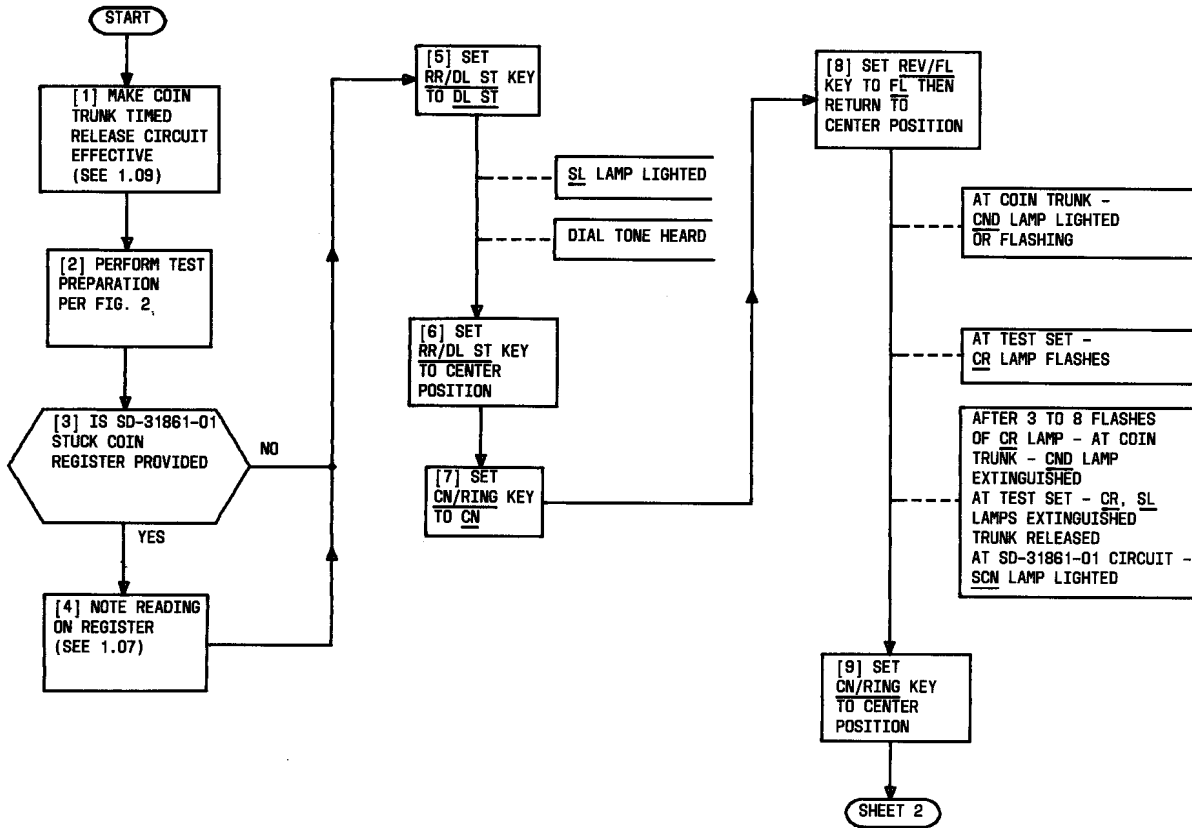 START
[1] MAKE COIN
TRUNK TIMED
RELEASE CIRCUIT
EFFECTIVE
(SEE 1.09)
[2] PERFORM TEST
PREPARATION
PER FIG. 2
[3] IS SD-31861-01
STUCK COIN
REGISTER PROVIDED
NO
YES
[4] NOTE READING
ON REGISTER
(SEE 1.07)
[5] SET
RR/DL ST KEY
TO DL ST
SL LAMP LIGHTED
DIAL TONE HEARD
[6] SET
RR/DL ST KEY
TO CENTER
POSITION
[7] SET
CN/RING KEY
TO CN
[8] SET REV/FL
KEY TO FL THEN
RETURN TO
CENTER POSITION
AT COIN TRUNK -
CND LAMP LIGHTED
OR FLASHING
AT TEST SET -
CR LAMP FLASHES
AFTER 3 TO 8 FLASHES
OF CR LAMP - AT COIN
TRUNK - CND LAMP
EXTINGUISHED
AT TEST SET - CR, SL
LAMPS EXTINGUISHED
TRUNK RELEASED
AT SD-31861-01 CIRCUIT -
SCN LAMP LIGHTED
[9] SET
CN/RING KEY
TO CENTER
POSITION
SHEET 2